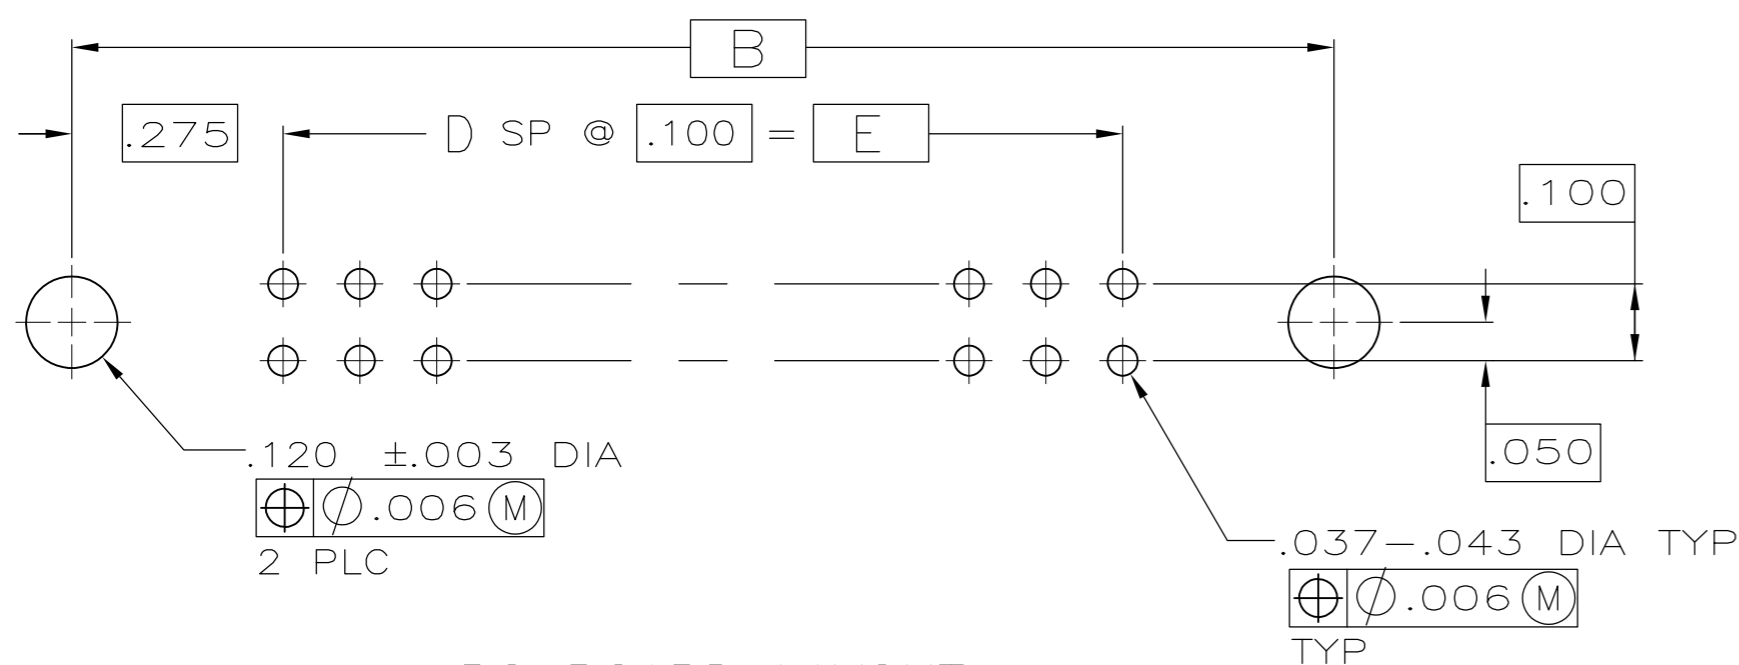 B
.275 D SP @ .100 = E
.100
.120 ±.003 DIA
⌖ ⌀.006 Ⓜ
2 PLC
.050
.037-.043 DIA TYP
⌖ ⌀.006 Ⓜ
TYP